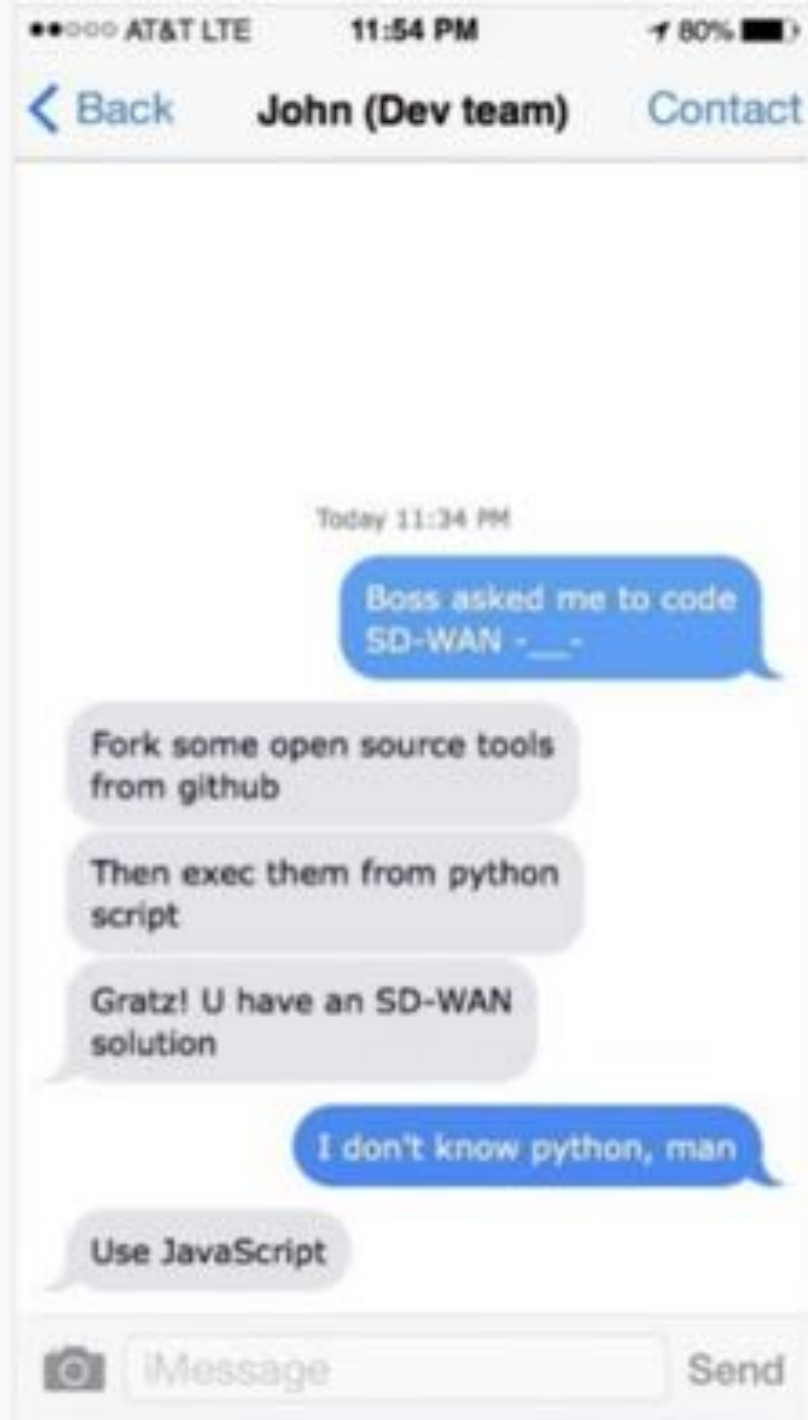 AT&T LTE 11:54 PM 80%
Back John (Dev team) Contact
Today 11:34 PM
Boss asked me to code
SD-WAN -__-
Fork some open source tools
from github
Then exec them from python
script
Gratz! U have an SD-WAN
solution
I don't know python, man
Use JavaScript
iMessage Send